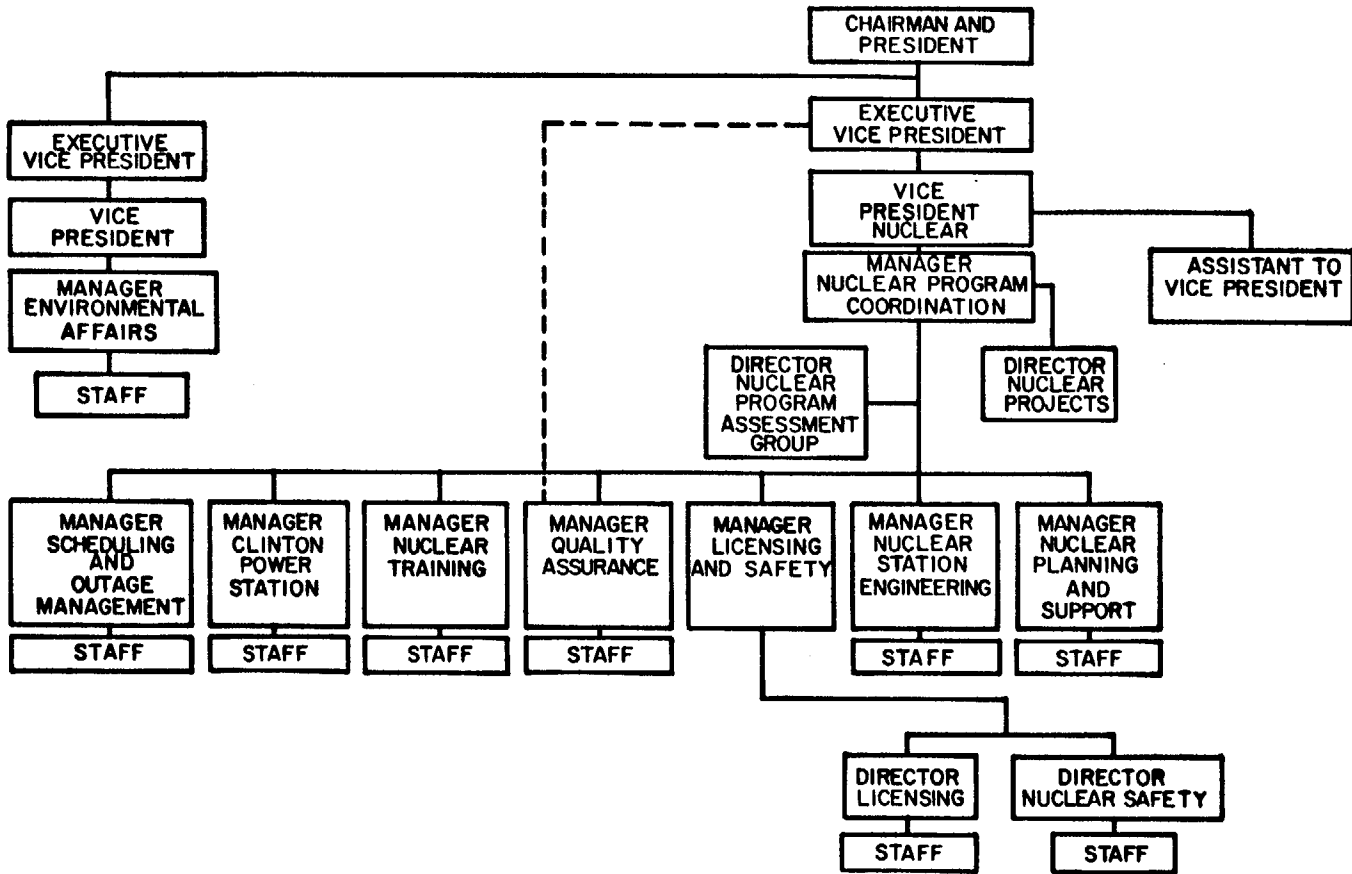 CHAIRMAN AND
PRESIDENT
EXECUTIVE
VICE PRESIDENT
EXECUTIVE
VICE PRESIDENT
VICE
PRESIDENT
VICE
PRESIDENT
NUCLEAR
MANAGER
ENVIRONMENTAL
AFFAIRS
MANAGER
NUCLEAR PROGRAM
COORDINATION
ASSISTANT TO
VICE PRESIDENT
STAFF
DIRECTOR
NUCLEAR
PROGRAM
ASSESSMENT
GROUP
DIRECTOR
NUCLEAR
PROJECTS
MANAGER
SCHEDULING
AND
OUTAGE
MANAGEMENT
MANAGER
CLINTON
POWER
STATION
MANAGER
NUCLEAR
TRAINING
MANAGER
QUALITY
ASSURANCE
MANAGER
LICENSING
AND SAFETY
MANAGER
NUCLEAR
STATION
ENGINEERING
MANAGER
NUCLEAR
PLANNING
AND
SUPPORT
STAFF
STAFF
STAFF
STAFF
STAFF
STAFF
DIRECTOR
LICENSING
DIRECTOR
NUCLEAR SAFETY
STAFF
STAFF